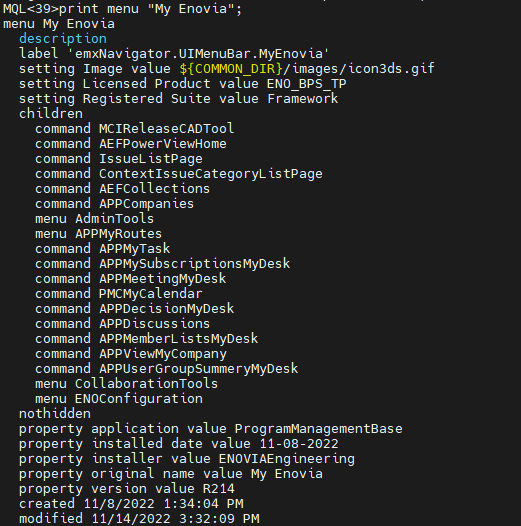 MQL<39>print menu "My Enovia";
menu My Enovia
description
label 'emxNavigator.UIMenuBar.MyEnovia'
setting Image value ${COMMON_DIR}/images/icon3ds.gif
setting Licensed Product value ENO_BPS_TP
setting Registered Suite value Framework
children
command MCIReleaseCADTool
command AEFPowerViewHome
command IssueListPage
command ContextIssueCategoryListPage
command AEFCollections
command APPCompanies
menu AdminTools
menu APPMyRoutes
command APPMyTask
command APPMySubscriptionsMyDesk
command APPMeetingMyDesk
command PMCMyCalendar
command APPDecisionMyDesk
command APPDiscussions
command APPMemberListsMyDesk
command APPViewMyCompany
command APPUserGroupSummeryMyDesk
menu CollaborationTools
menu ENOConfiguration
nothidden
property application value ProgramManagementBase
property installed date value 11-08-2022
property installer value ENOVIAEngineering
property original name value My Enovia
property version value R214
created 11/8/2022 1:34:04 PM
modified 11/14/2022 3:32:09 PM